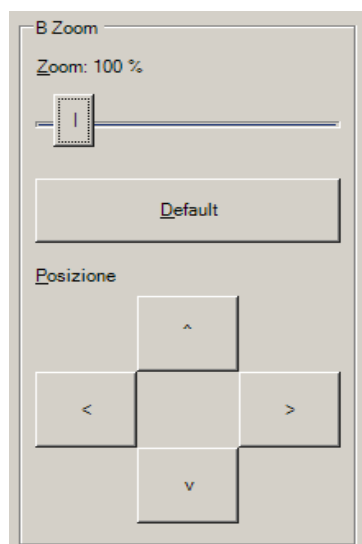 B Zoom
Zoom: 100 %
Default
Posizione
^
< >
v